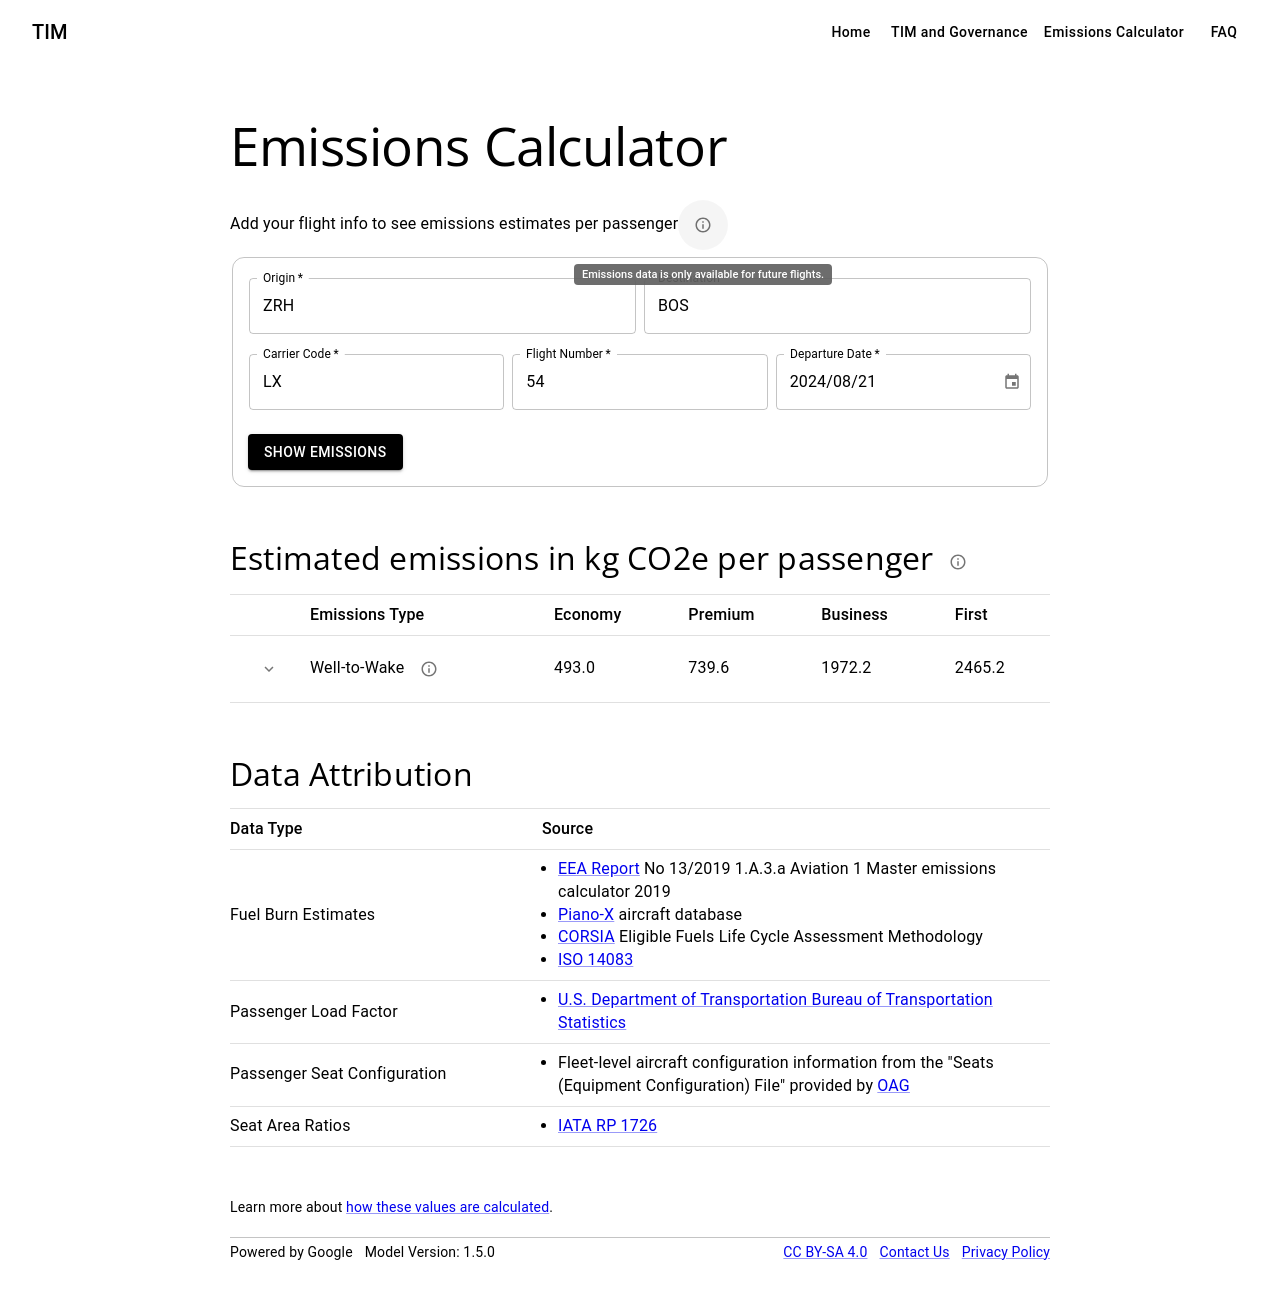 TIM
Home TIM and Governance Emissions Calculator FAQ
Emissions Calculator
Add your flight info to see emissions estimates per passenger
Emissions data is only available for future flights.
Origin *
ZRH
BOS
Carrier Code * Flight Number * Departure Date *
LX 54 2024/08/21
SHOW EMISSIONS
Estimated emissions in kg CO2e per passenger
Emissions Type Economy Premium Business First
Well-to-Wake 493.0 739.6 1972.2 2465.2
Data Attribution
Data Type Source
Fuel Burn Estimates
• EEA Report No 13/2019 1.A.3.a Aviation 1 Master emissions
calculator 2019
• Piano-X aircraft database
• CORSIA Eligible Fuels Life Cycle Assessment Methodology
• ISO 14083
Passenger Load Factor
• U.S. Department of Transportation Bureau of Transportation
Statistics
Passenger Seat Configuration
• Fleet-level aircraft configuration information from the "Seats
(Equipment Configuration) File" provided by OAG
Seat Area Ratios
• IATA RP 1726
Learn more about how these values are calculated.
Powered by Google Model Version: 1.5.0 CC BY-SA 4.0 Contact Us Privacy Policy